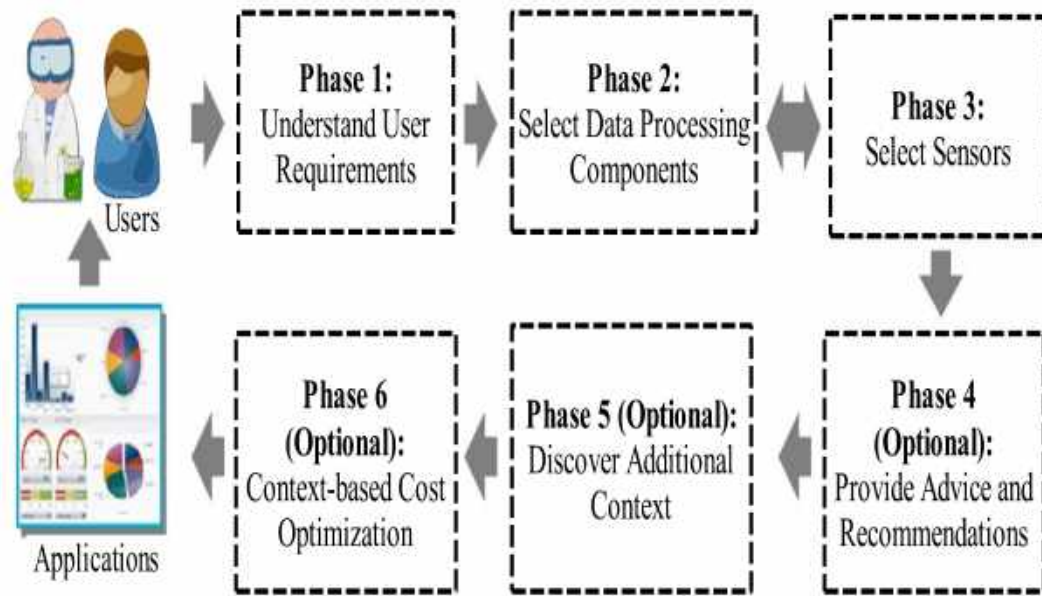 Users
Phase 1:
Understand User
Requirements
Phase 2:
Select Data Processing
Components
Phase 3:
Select Sensors
Phase 4
(Optional):
Provide Advice and
Recommendations
Phase 5 (Optional):
Discover Additional
Context
Phase 6
(Optional):
Context-based Cost
Optimization
Applications